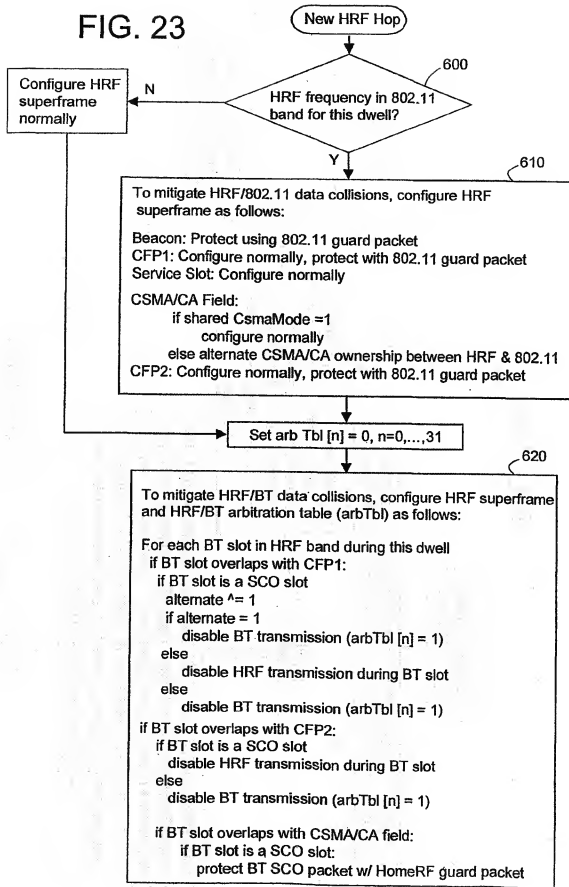 FIG. 23
New HRF Hop
600
HRF frequency in 802.11
band for this dwell?
N
Configure HRF
superframe
normally
Y
610
To mitigate HRF/802.11 data collisions, configure HRF
superframe as follows:
Beacon: Protect using 802.11 guard packet
CFP1: Configure normally, protect with 802.11 guard packet
Service Slot: Configure normally
CSMA/CA Field:
if shared CsmaMode =1
configure normally
else alternate CSMA/CA ownership between HRF & 802.11
CFP2: Configure normally, protect with 802.11 guard packet
Set arb Tbl [n] = 0, n=0,...,31
620
To mitigate HRF/BT data collisions, configure HRF superframe
and HRF/BT arbitration table (arbTbl) as follows:
For each BT slot in HRF band during this dwell
if BT slot overlaps with CFP1:
if BT slot is a SCO slot
alternate ^= 1
if alternate = 1
disable BT transmission (arbTbl [n] = 1)
else
disable HRF transmission during BT slot
else
disable BT transmission (arbTbl [n] = 1)
if BT slot overlaps with CFP2:
if BT slot is a SCO slot
disable HRF transmission during BT slot
else
disable BT transmission (arbTbl [n] = 1)
if BT slot overlaps with CSMA/CA field:
if BT slot is a SCO slot:
protect BT SCO packet w/ HomeRF guard packet